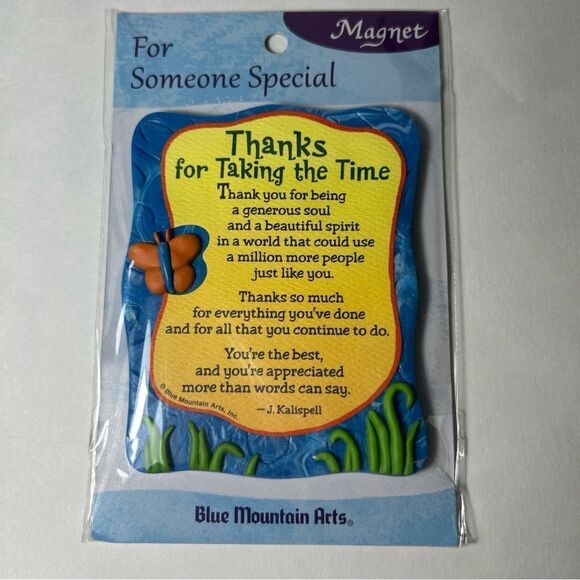 For
Someone Special
Magnet
Thanks
for Taking the Time
Thank you for being
a generous soul
and a beautiful spirit
in a world that could use
a million more people
just like you.
Thanks so much
for everything you've done
and for all that you continue to do.
You're the best,
and you're appreciated
more than words can say.
— J. Kalispell
© Blue Mountain Arts, Inc.
Blue Mountain Arts®